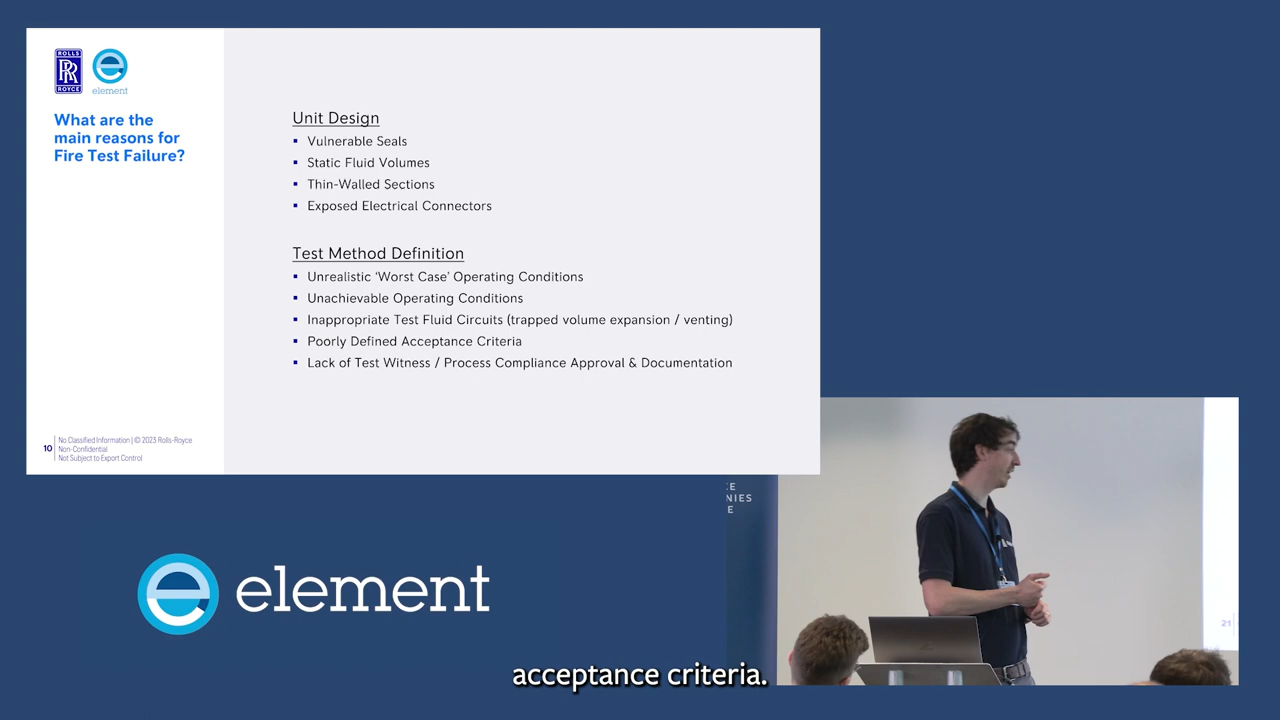 ROLLS
RR
ROYCE
e
element
What are the
main reasons for
Fire Test Failure?
Unit Design
▪ Vulnerable Seals
▪ Static Fluid Volumes
▪ Thin-Walled Sections
▪ Exposed Electrical Connectors
Test Method Definition
▪ Unrealistic ‘Worst Case’ Operating Conditions
▪ Unachievable Operating Conditions
▪ Inappropriate Test Fluid Circuits (trapped volume expansion / venting)
▪ Poorly Defined Acceptance Criteria
▪ Lack of Test Witness / Process Compliance Approval & Documentation
10
No Classified Information | © 2023 Rolls-Royce
Non-Confidential
Not Subject to Export Control
NIES
E
21
e element
acceptance criteria.